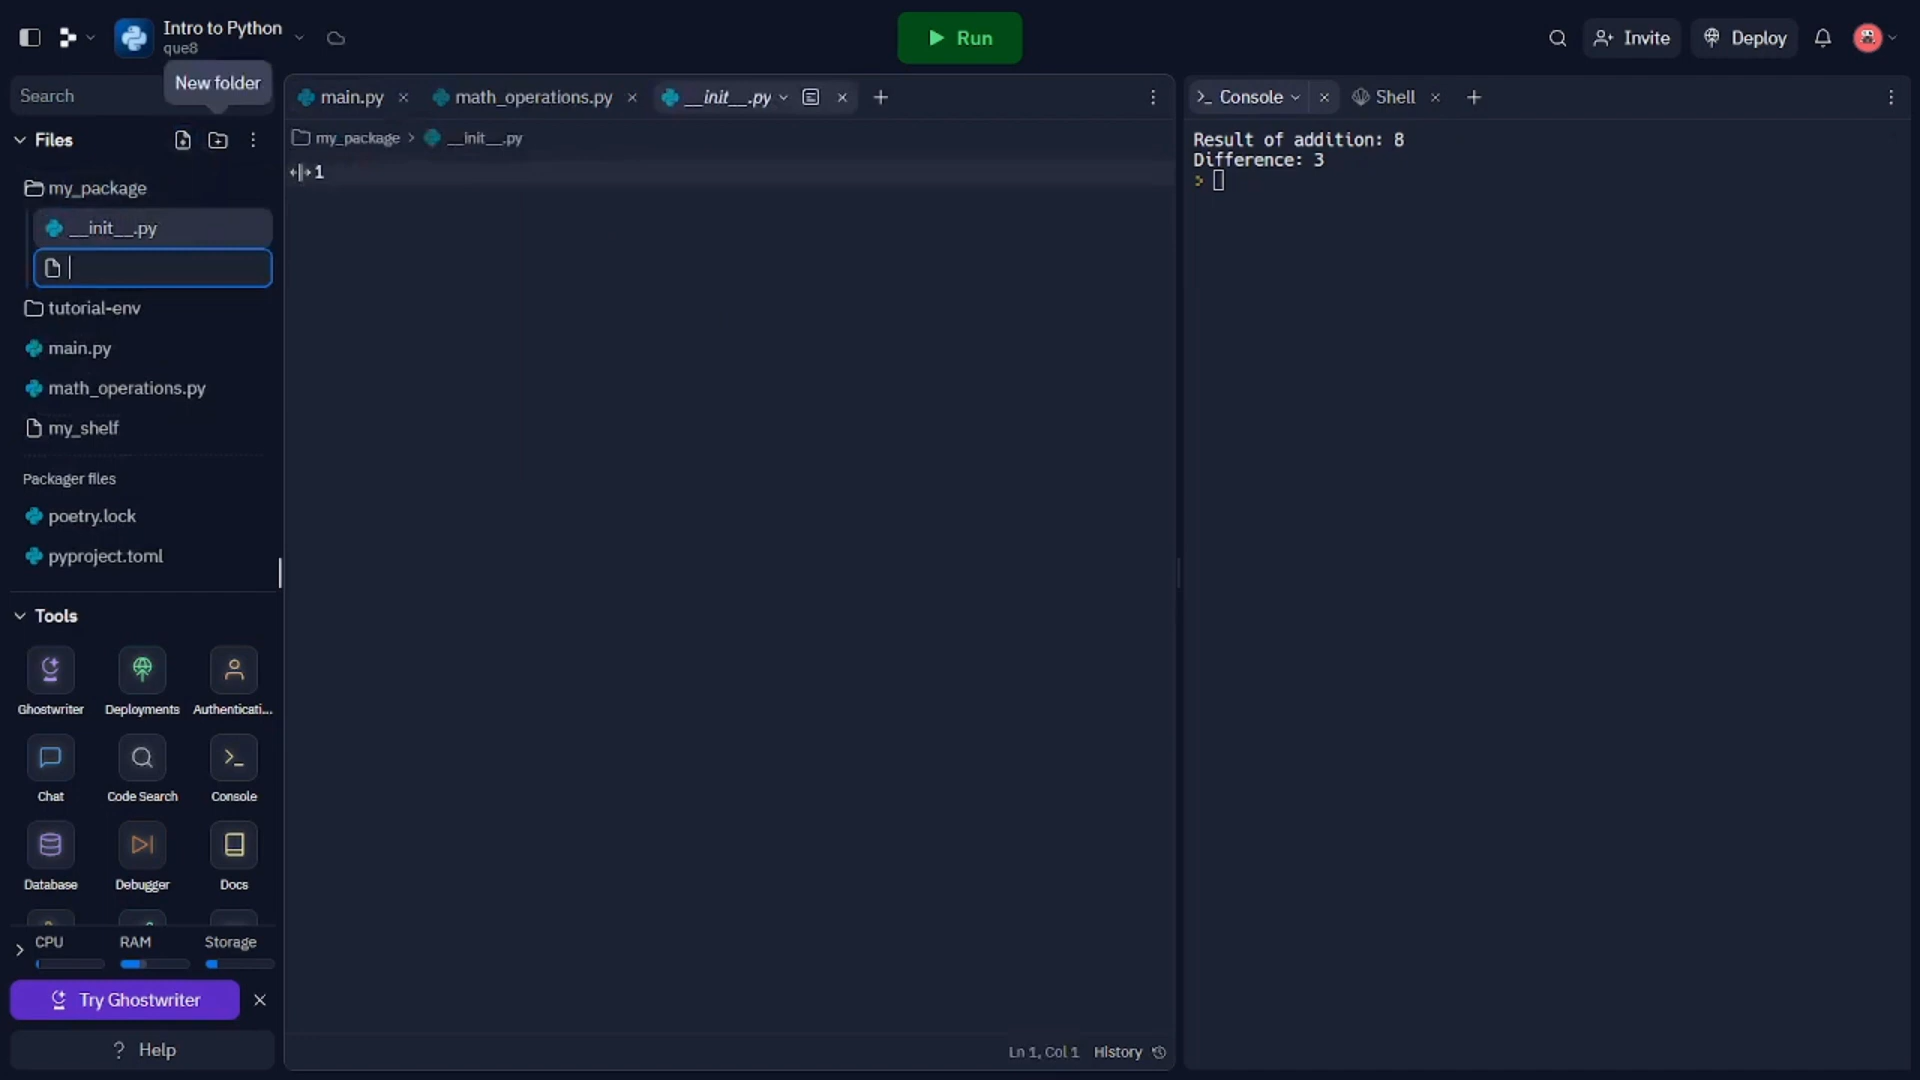 Intro to Python
que8
Run
Invite
Deploy
New folder
Search
Files
my_package
__init__.py
tutorial-env
main.py
math_operations.py
my_shelf
Packager files
poetry.lock
pyproject.toml
Tools
Ghostwriter
Deployments
Authenticati...
Chat
Code Search
Console
Database
Debugger
Docs
CPU
RAM
Storage
Try Ghostwriter
? Help
main.py
math_operations.py
__init__.py
my_package > __init__.py
1
Ln 1, Col 1
History
Console
Shell
Result of addition: 8
Difference: 3
>